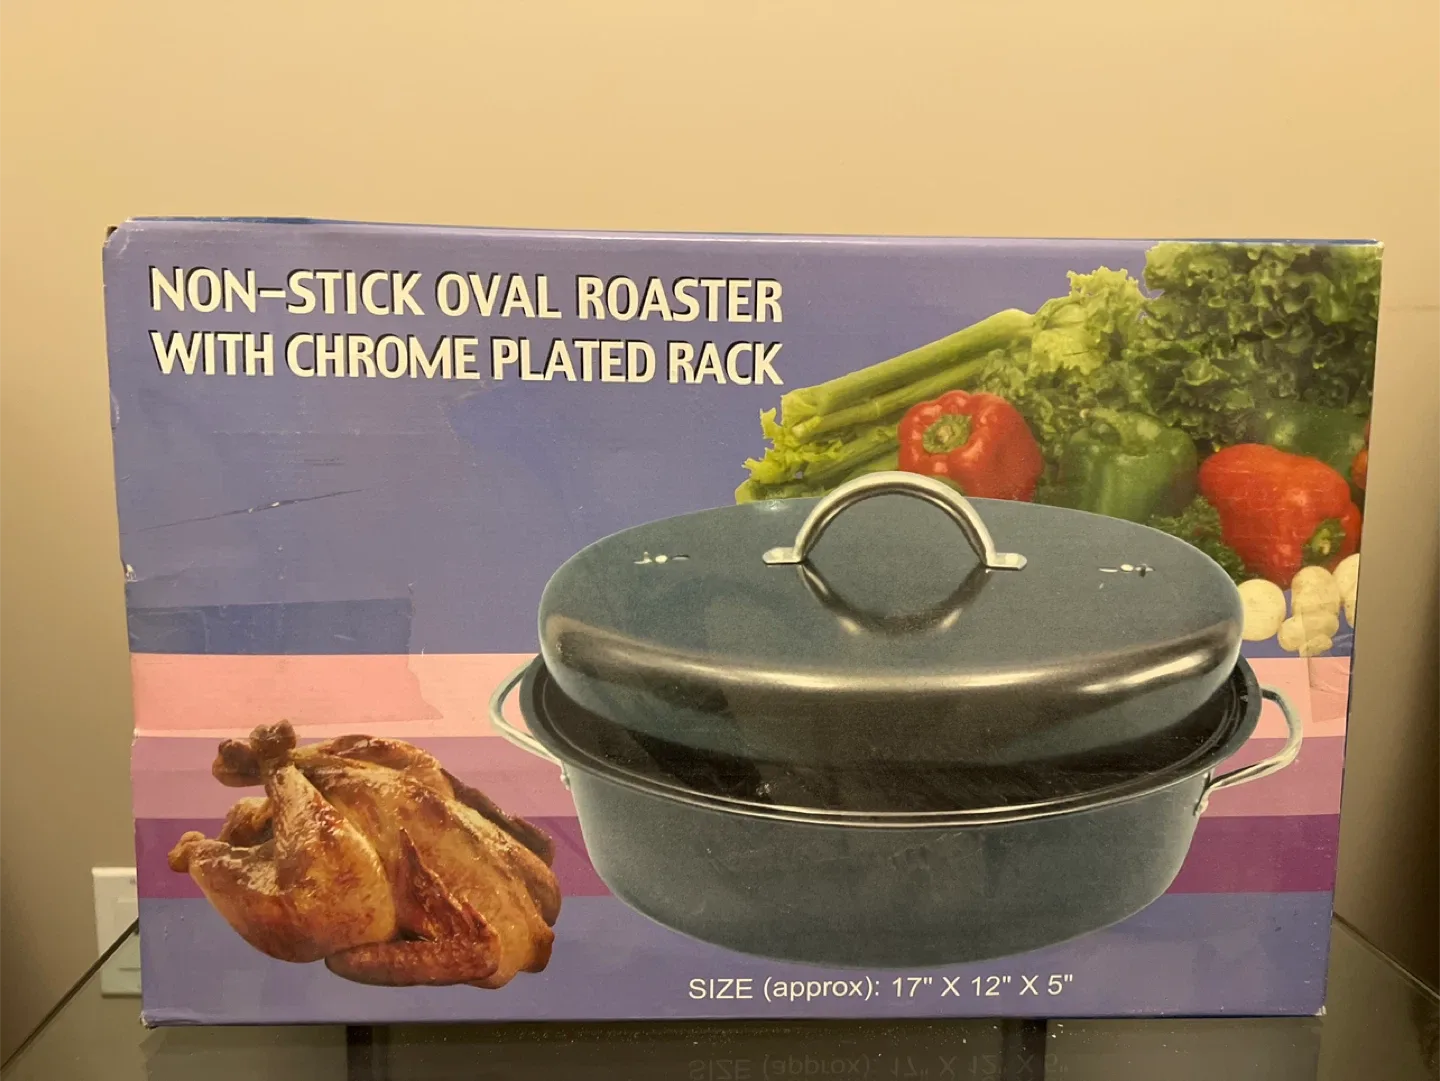 NON-STICK OVAL ROASTER
WITH CHROME PLATED RACK
SIZE (approx): 17" X 12" X 5"